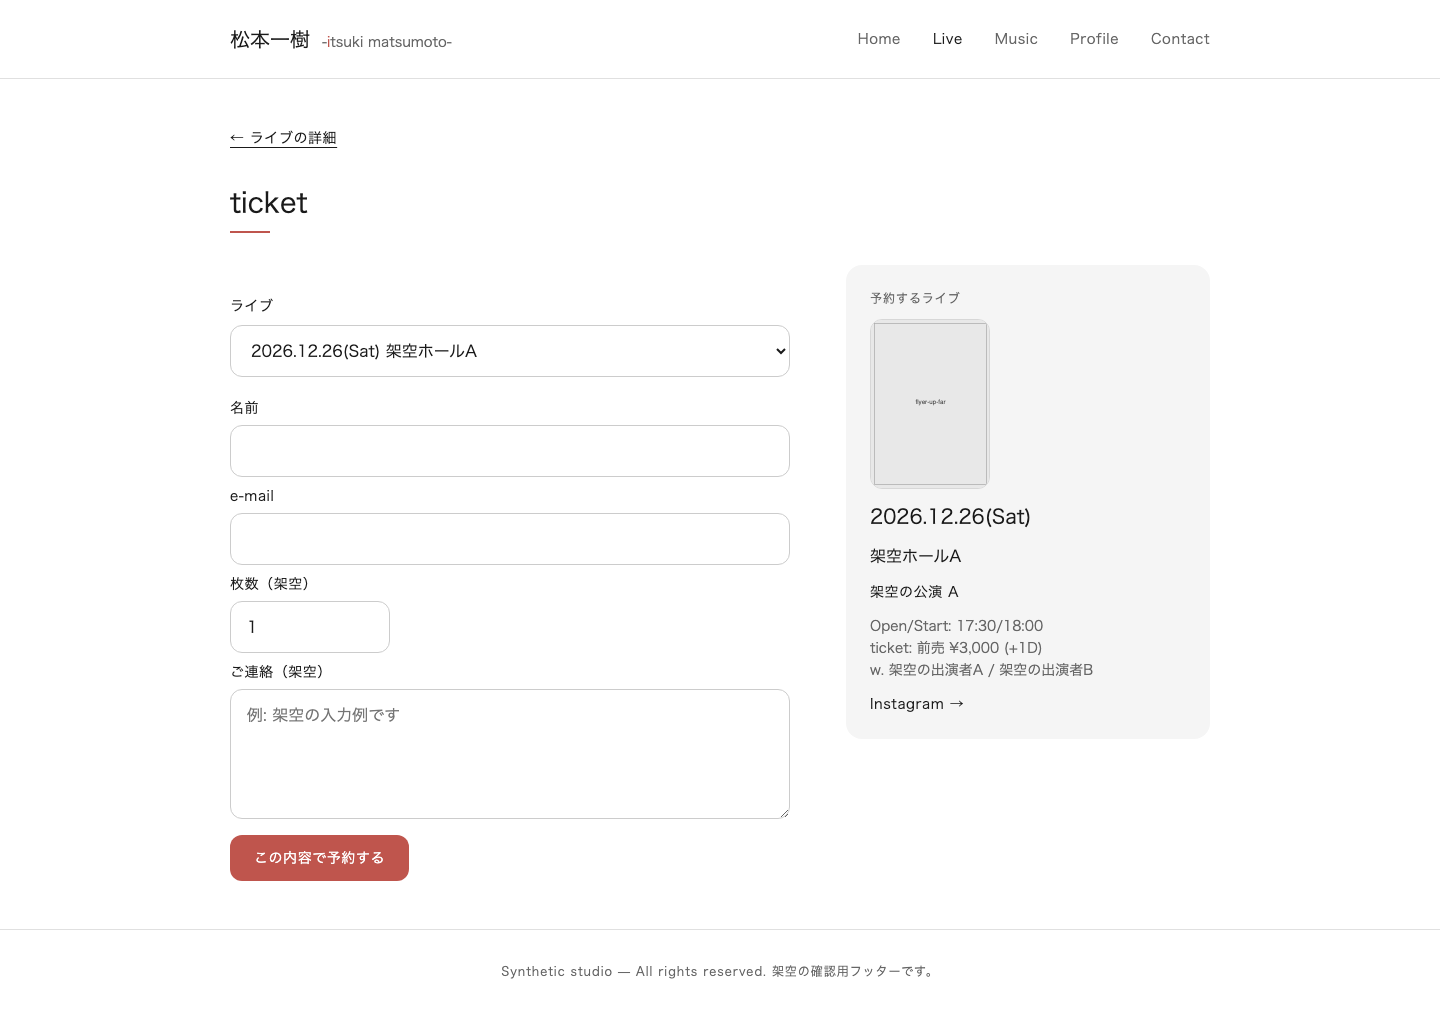 松本一樹 -itsuki matsumoto-
Home Live Music Profile Contact
← ライブの詳細
ticket
ライブ
2026.12.26(Sat) 架空ホールA
名前
e-mail
枚数（架空）
1
ご連絡（架空）
例: 架空の入力例です
この内容で予約する
予約するライブ
flyer-up-far
2026.12.26(Sat)
架空ホールA
架空の公演 A
Open/Start: 17:30/18:00
ticket: 前売 ¥3,000 (+1D)
w. 架空の出演者A / 架空の出演者B
Instagram →
Synthetic studio — All rights reserved. 架空の確認用フッターです。